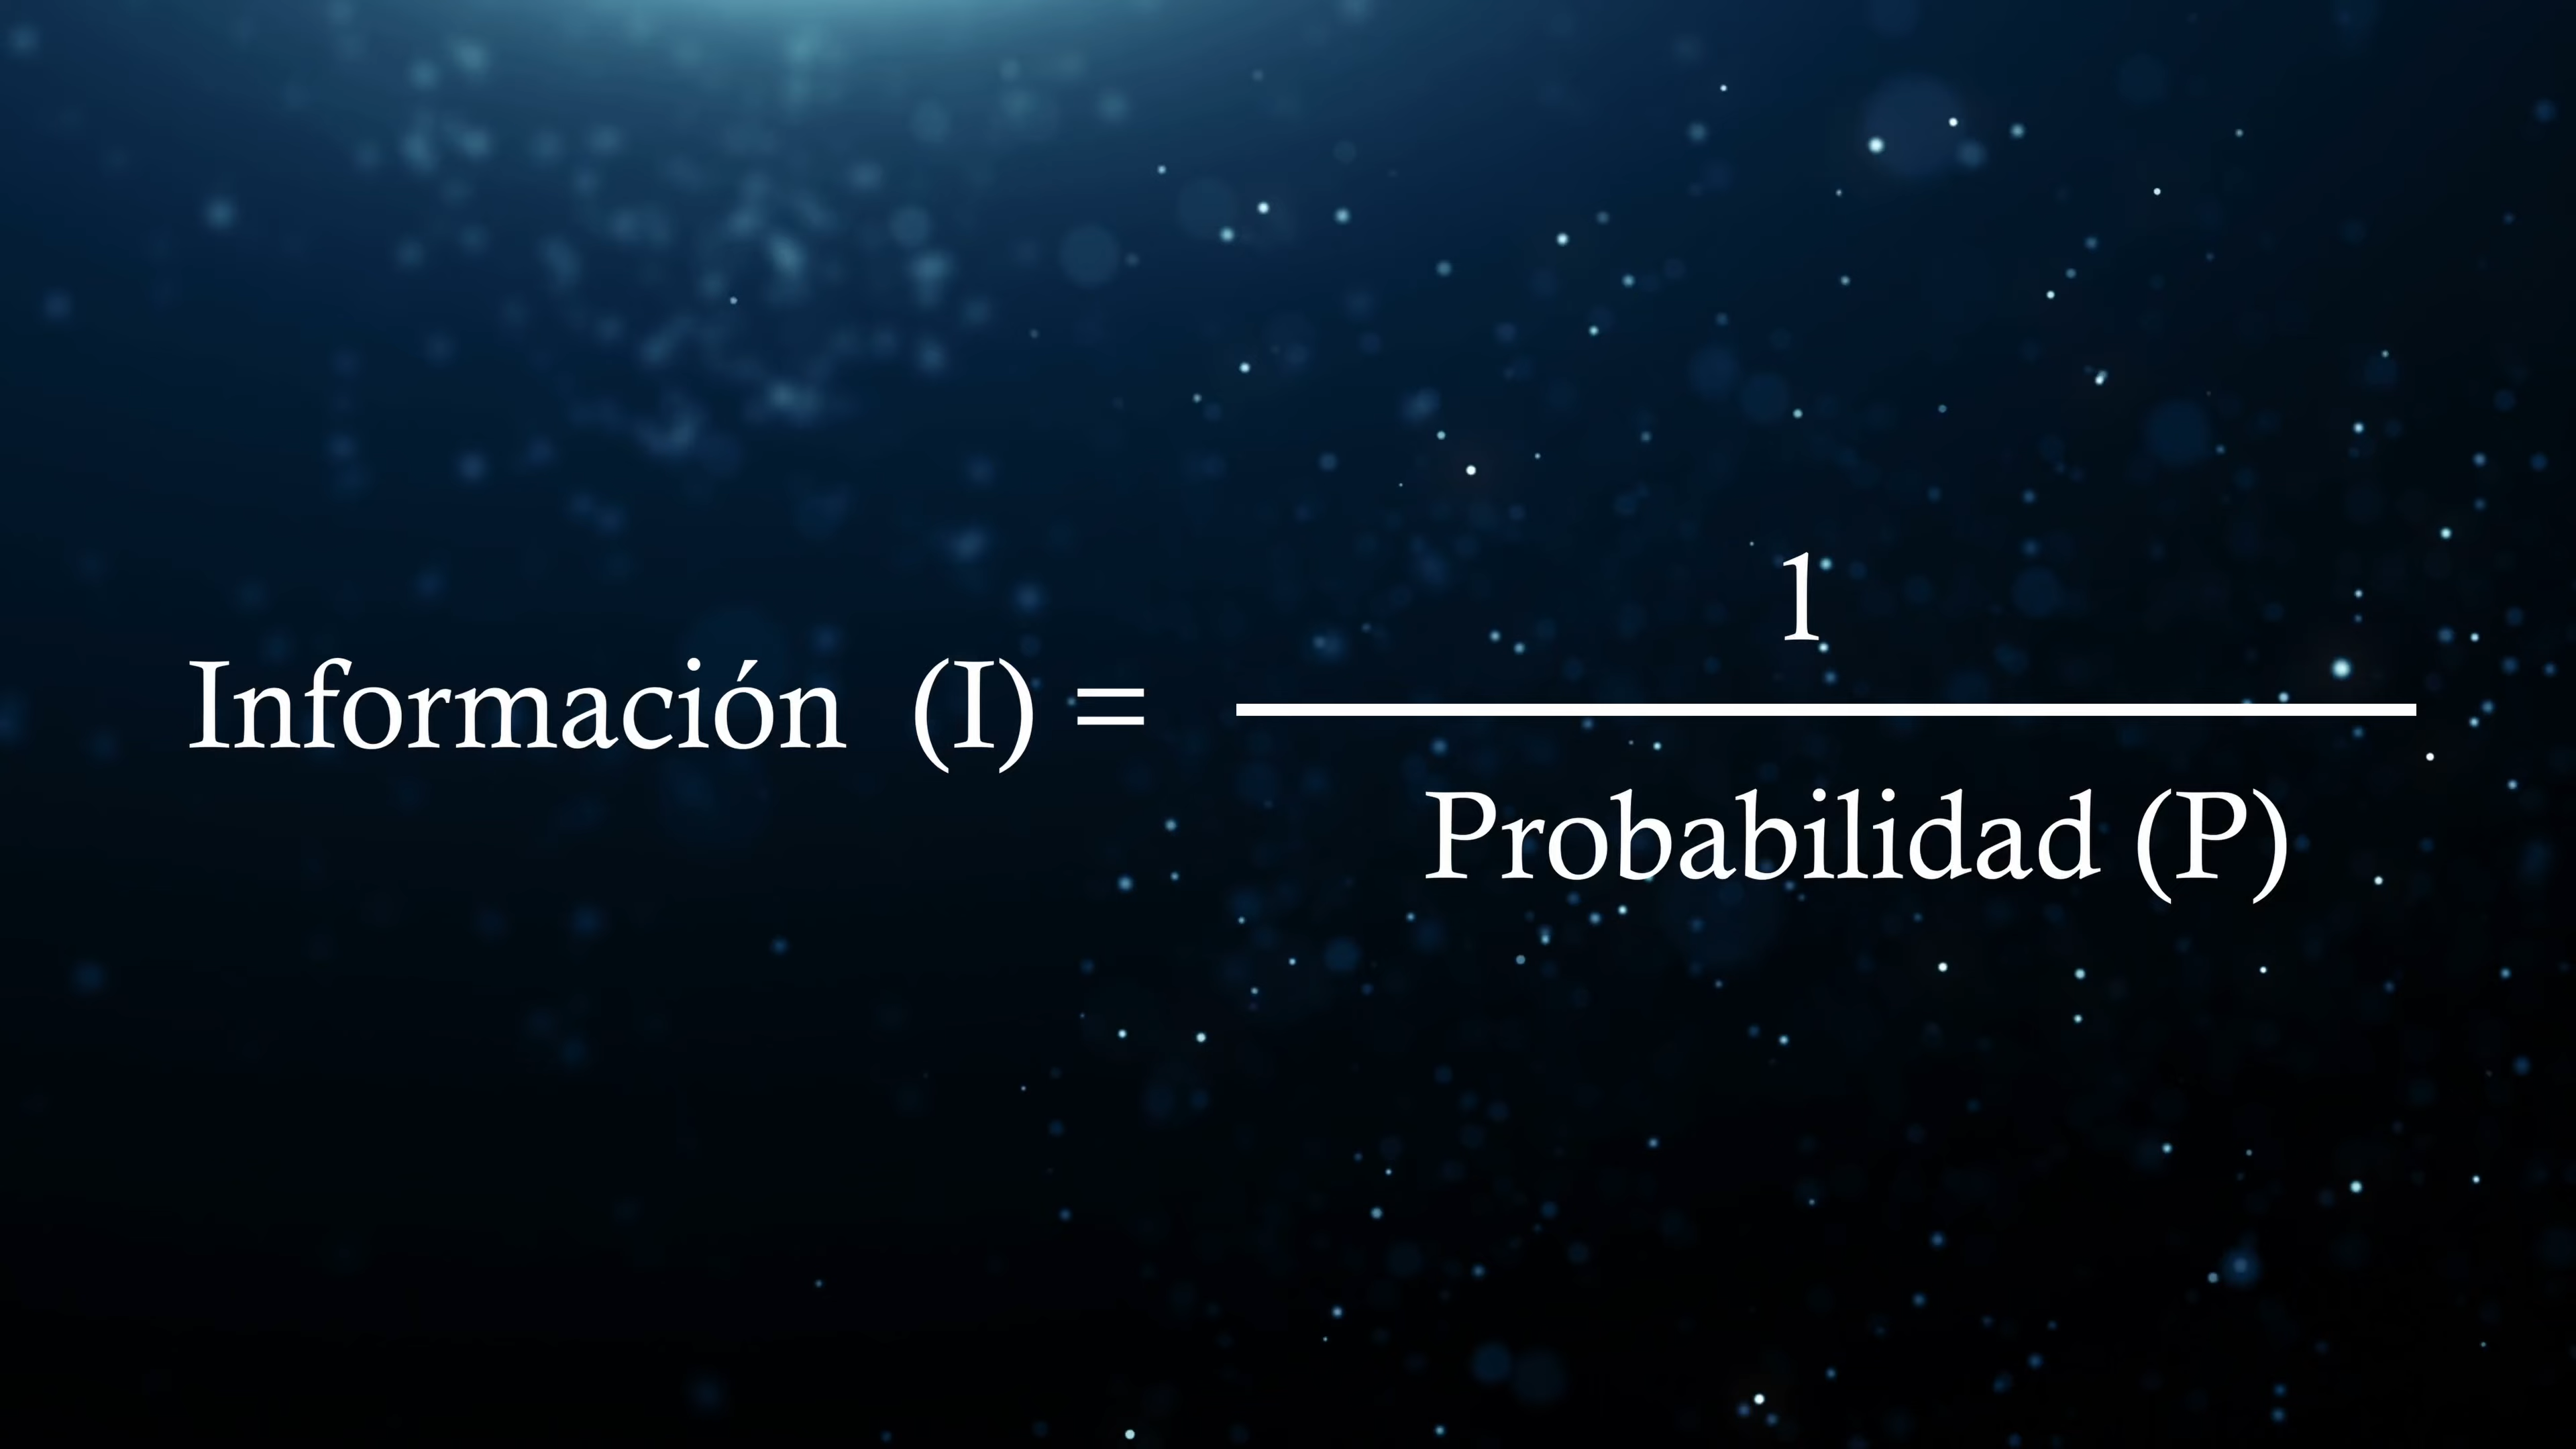 1
Información (I) =
Probabilidad (P)